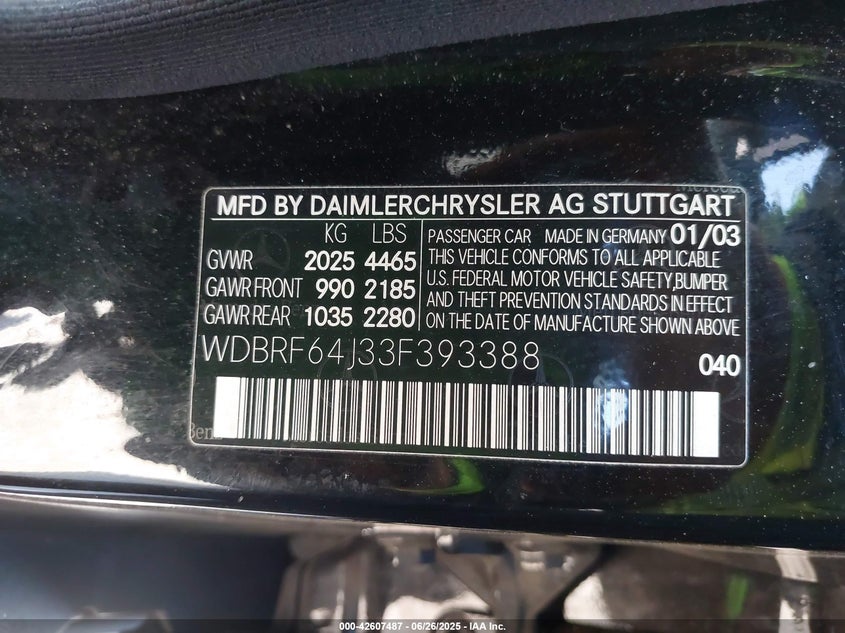 MFD BY DAIMLERCHRYSLER AG STUTTGART
KG LBS
GVWR 2025 4465
GAWR FRONT 990 2185
GAWR REAR 1035 2280
PASSENGER CAR MADE IN GERMANY 01/03
THIS VEHICLE CONFORMS TO ALL APPLICABLE
U.S. FEDERAL MOTOR VEHICLE SAFETY,BUMPER
AND THEFT PREVENTION STANDARDS IN EFFECT
ON THE DATE OF MANUFACTURE SHOWN ABOVE
WDBRF64J33F393388 040
000-42607487 - 06/26/2025 - IAA Inc.